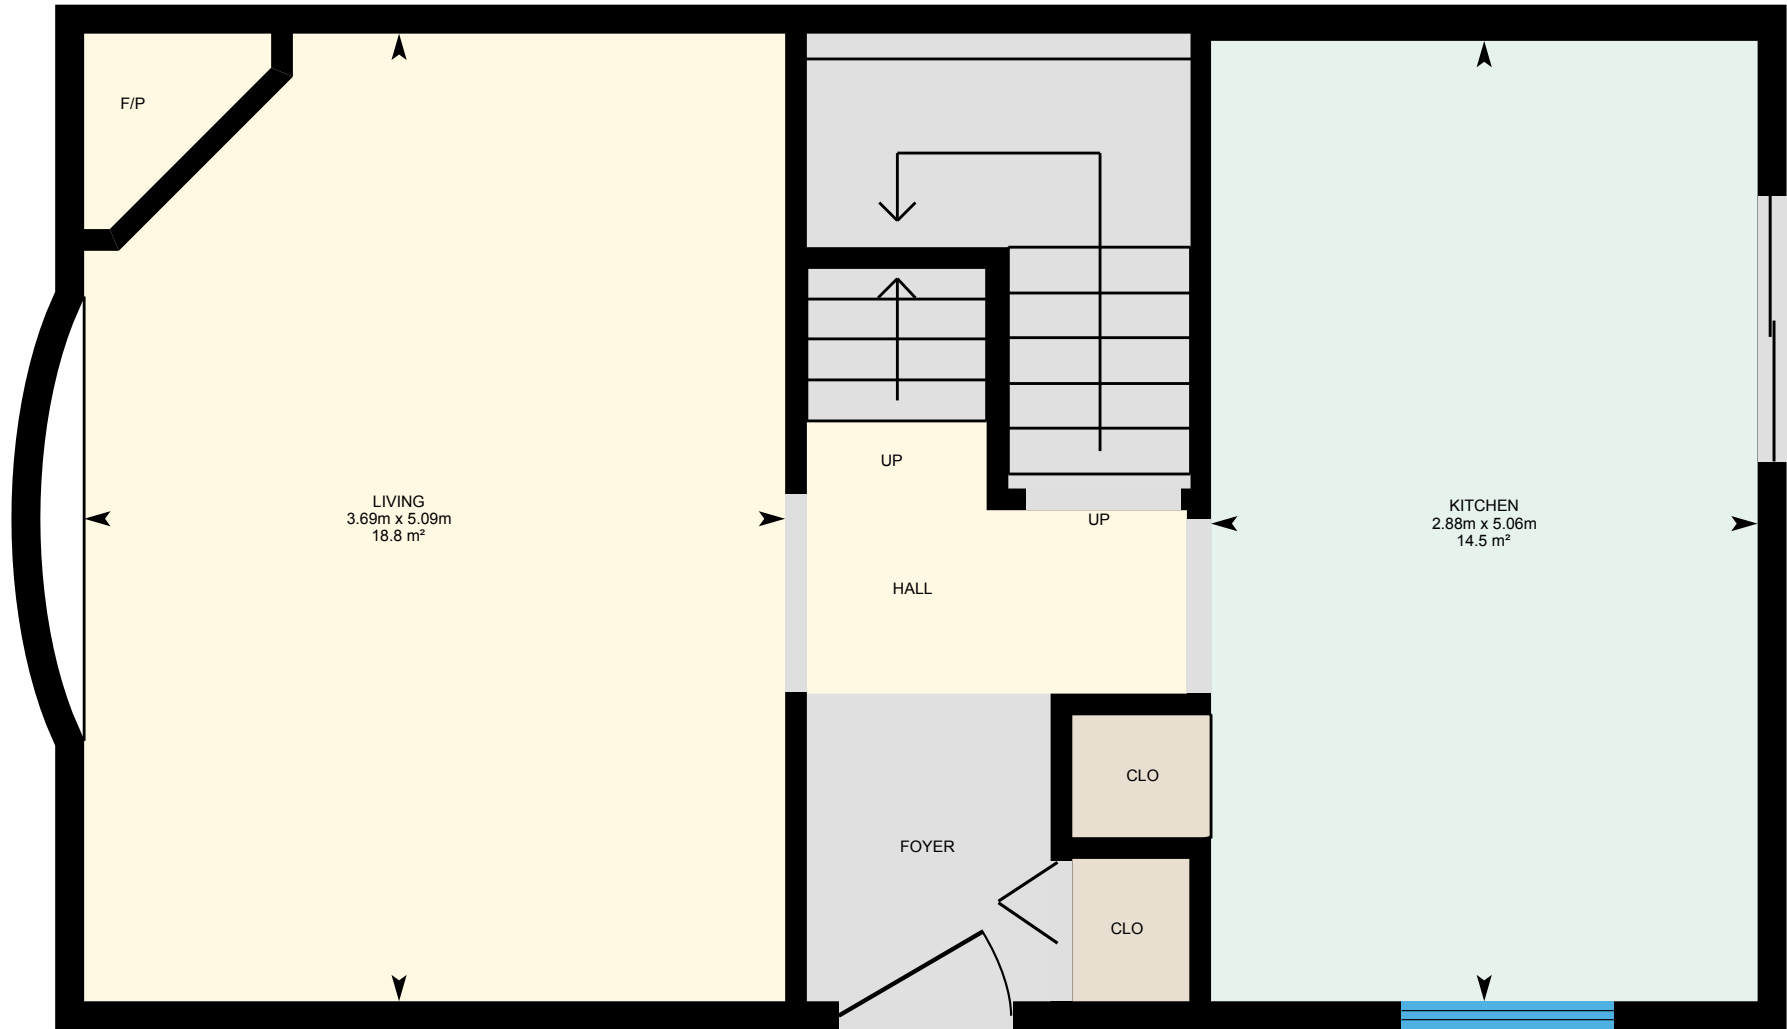 F/P
LIVING
3.69m x 5.09m
18.8 m²
UP
UP
HALL
KITCHEN
2.88m x 5.06m
14.5 m²
CLO
FOYER
CLO